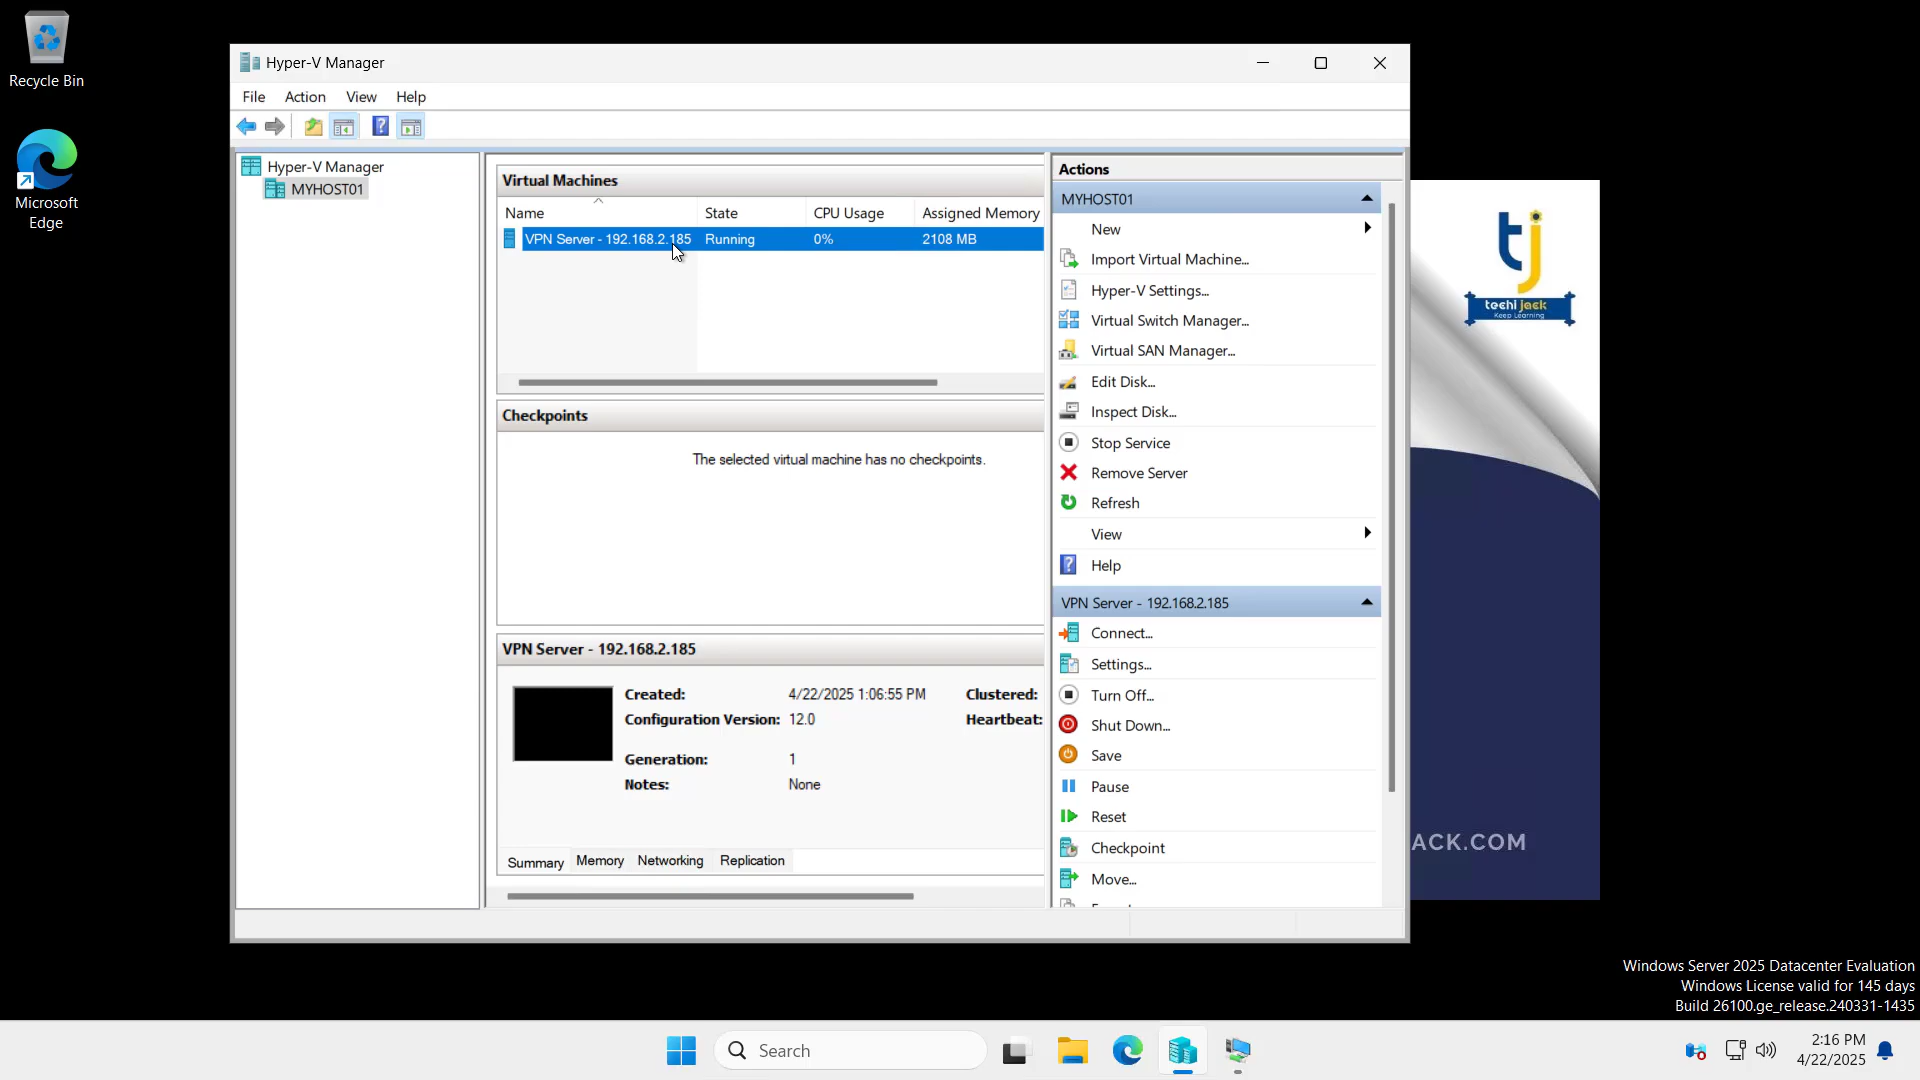 Recycle Bin
Microsoft
Edge
Hyper-V Manager
File Action View Help
Hyper-V Manager
MYHOST01
Virtual Machines
Name State CPU Usage Assigned Memory
VPN Server - 192.168.2.185 Running 0% 2108 MB
Checkpoints
The selected virtual machine has no checkpoints.
VPN Server - 192.168.2.185
Created: 4/22/2025 1:06:55 PM Clustered:
Configuration Version: 12.0 Heartbeat:
Generation: 1
Notes: None
Summary Memory Networking Replication
Actions
MYHOST01
New
Import Virtual Machine...
Hyper-V Settings...
Virtual Switch Manager...
Virtual SAN Manager...
Edit Disk...
Inspect Disk...
Stop Service
Remove Server
Refresh
View
Help
VPN Server - 192.168.2.185
Connect...
Settings...
Turn Off...
Shut Down...
Save
Pause
Reset
Checkpoint
Move...
tj
techi jack
Keep Learning
ACK.COM
Windows Server 2025 Datacenter Evaluation
Windows License valid for 145 days
Build 26100.ge_release.240331-1435
Search
2:16 PM
4/22/2025